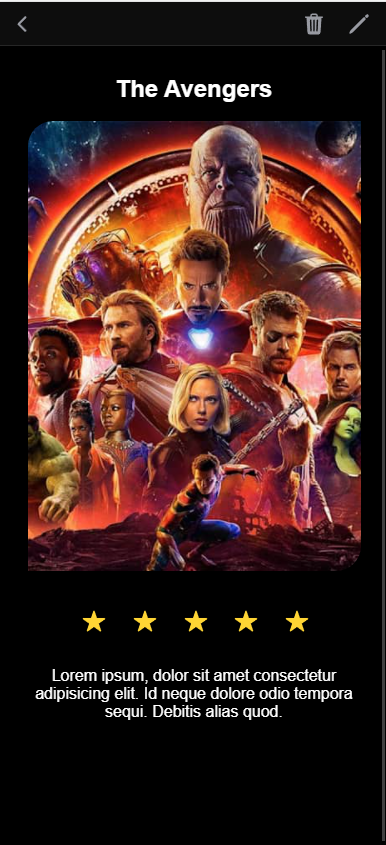 The Avengers
Lorem ipsum, dolor sit amet consectetur
adipisicing elit. Id neque dolore odio tempora
sequi. Debitis alias quod.